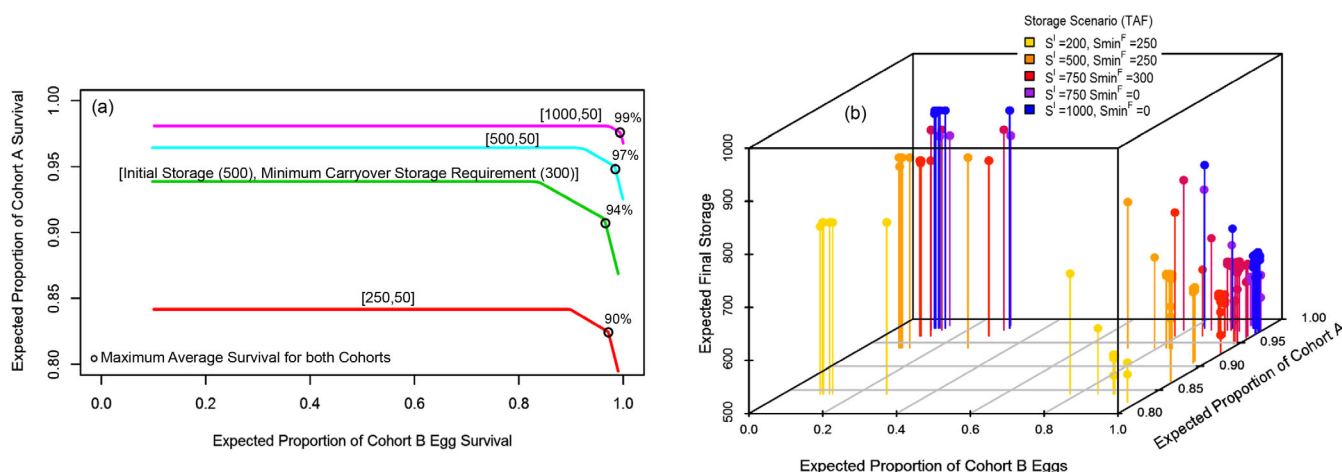 (a)
Expected Proportion of Cohort A Survival
1.00
0.95
0.90
0.85
0.80
[1000,50]
99%
[500,50]
97%
[Initial Storage (500), Minimum Carryover Storage Requirement (300)]
94%
[250,50]
90%
Maximum Average Survival for both Cohorts
0.0 0.2 0.4 0.6 0.8 1.0
Expected Proportion of Cohort B Egg Survival
Storage Scenario (TAF)
S^I =200, Smin^F =250
S^I =500, Smin^F =250
S^I =750 Smin^F =300
S^I =750 Smin^F =0
S^I =1000, Smin^F =0
(b)
Expected Final Storage
1000
900
800
700
600
500
0.0 0.2 0.4 0.6 0.8 1.0
Expected Proportion of Cohort B Eggs
1.00
0.95
0.90
0.85
0.80
Expected Proportion of Cohort A